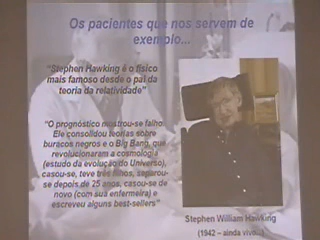 Os pacientes que nos servem de
exemplo...
“Stephen Hawking é o físico
mais famoso desde o pai da
teoria da relatividade”
“O prognóstico mostrou-se falho.
Ele consolidou teorias sobre
buracos negros e o Big Bang, que
revolucionaram a cosmologia
(estudo da evolução do Universo),
casou-se, teve três filhos, separou-
se depois de 25 anos, casou-se de
novo (com sua enfermeira) e
escreveu alguns best-sellers”
Stephen William Hawking
(1942 – ainda vivo..)